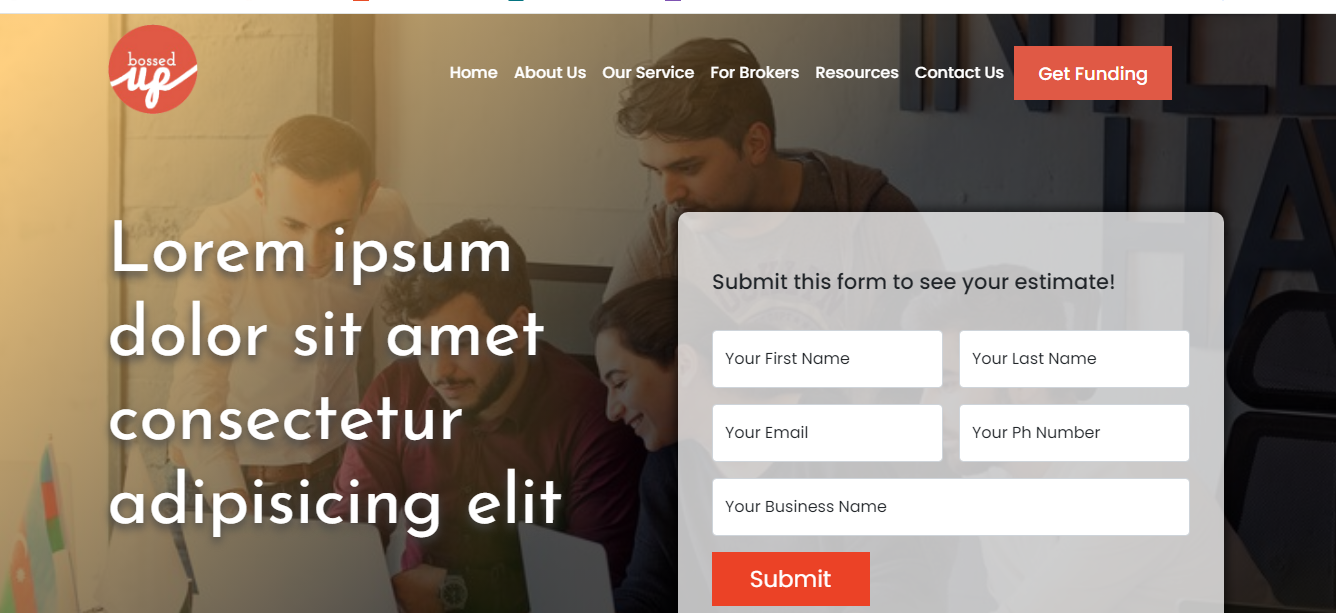 bossed
up
Home About Us Our Service For Brokers Resources Contact Us Get Funding
Lorem ipsum
dolor sit amet
consectetur
adipisicing elit
Submit this form to see your estimate!
Your First Name Your Last Name
Your Email Your Ph Number
Your Business Name
Submit